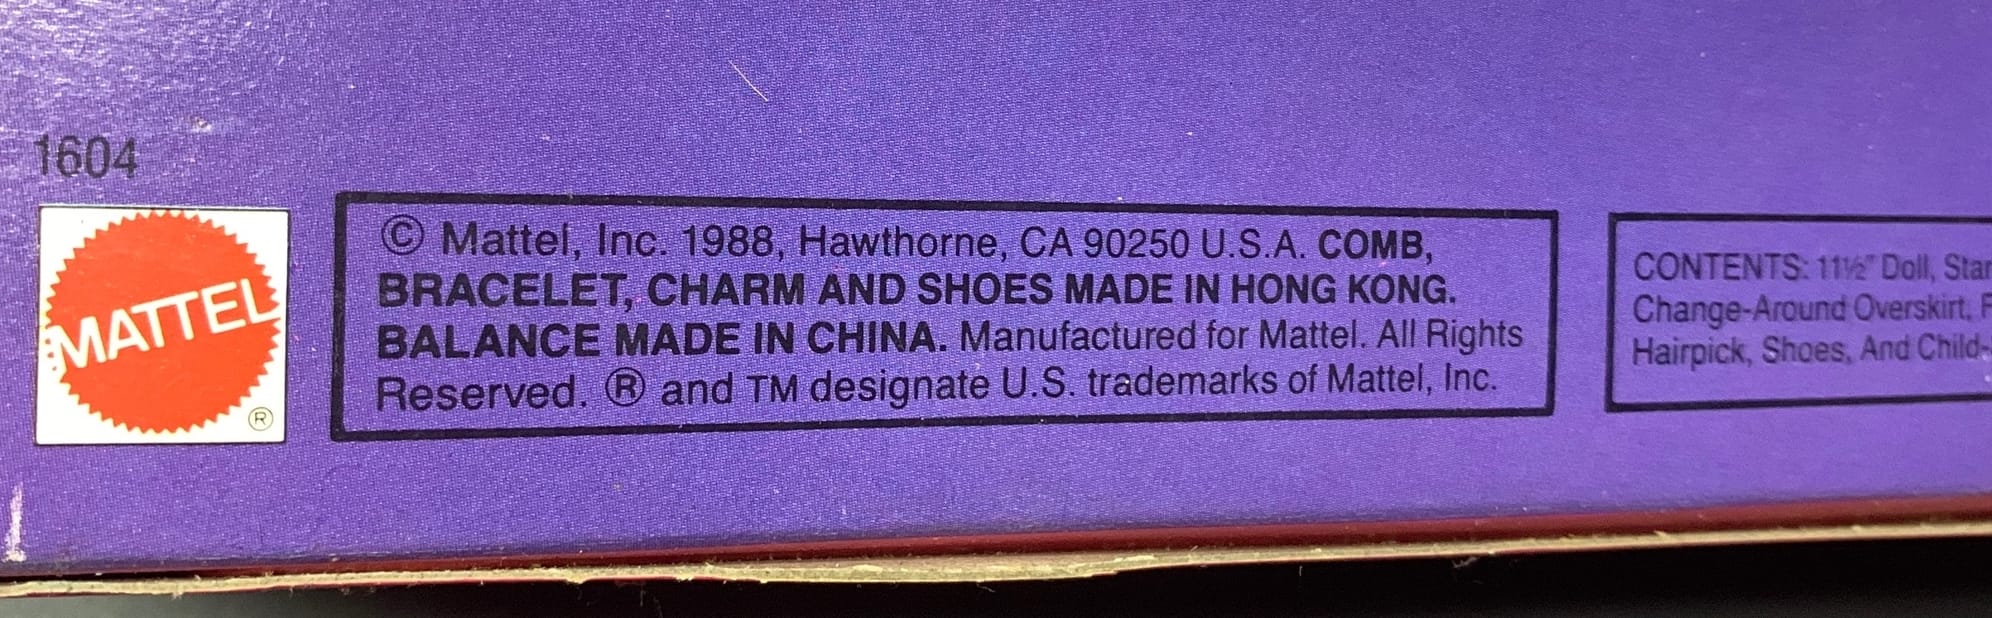 1604
MATTEL
®
© Mattel, Inc. 1988, Hawthorne, CA 90250 U.S.A. COMB,
BRACELET, CHARM AND SHOES MADE IN HONG KONG.
BALANCE MADE IN CHINA. Manufactured for Mattel. All Rights
Reserved. ® and TM designate U.S. trademarks of Mattel, Inc.
CONTENTS: 11½" Doll, Star
Change-Around Overskirt,
Hairpick, Shoes, And Child-